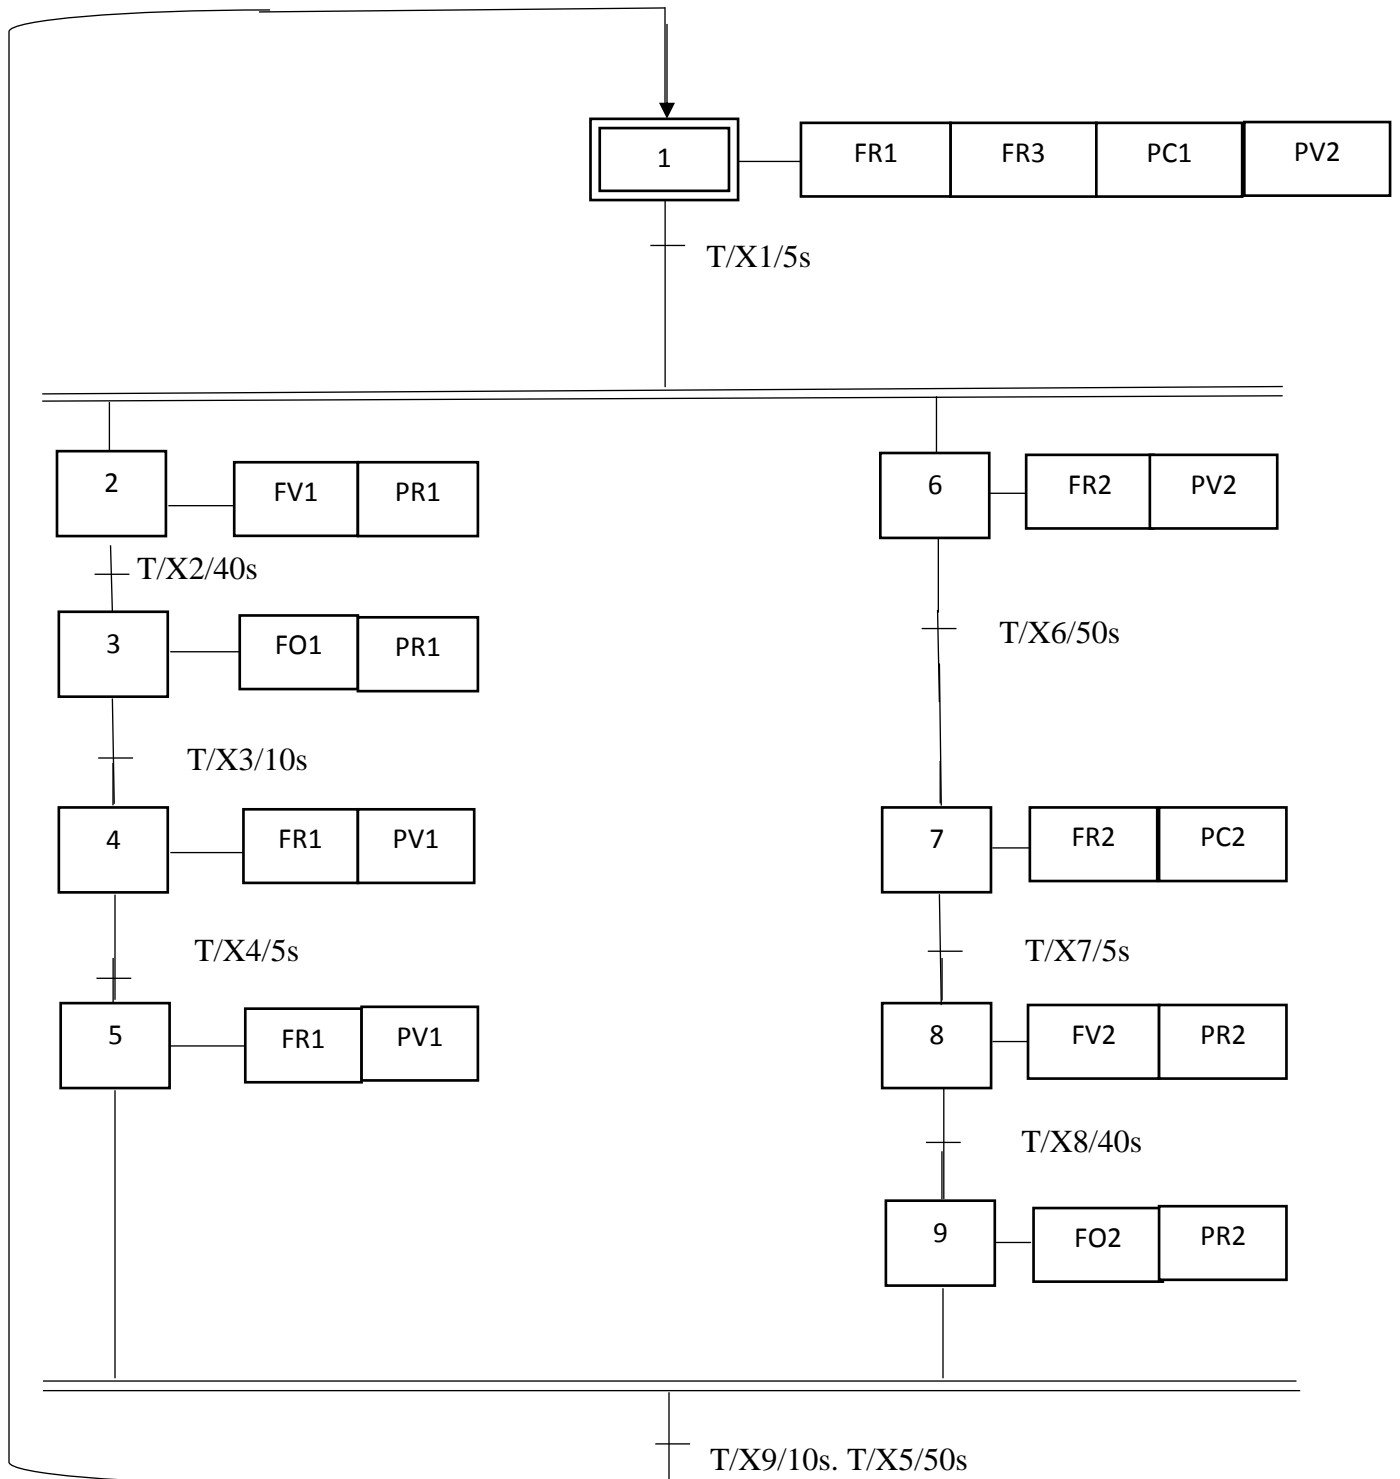 1 FR1 FR3 PC1 PV2
T/X1/5s
2 FV1 PR1 6 FR2 PV2
T/X2/40s
T/X6/50s
3 FO1 PR1
T/X3/10s
4 FR1 PV1 7 FR2 PC2
T/X4/5s T/X7/5s
5 FR1 PV1 8 FV2 PR2
T/X8/40s
9 FO2 PR2
T/X9/10s. T/X5/50s